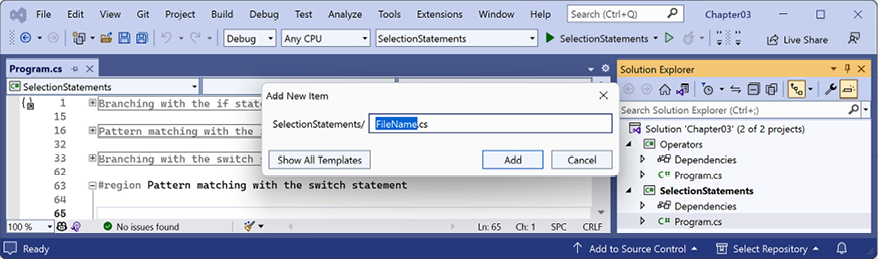 File Edit View Git Project Build Debug Test Analyze Tools Extensions Window Help Search (Ctrl+Q) Chapter03
Debug Any CPU SelectionStatements SelectionStatements Live Share
Program.cs
SelectionStatements
1 Branching with the if state
16 Pattern matching with the
33 Branching with the switch s
63 #region Pattern matching with the switch statement
65
100 % No issues found Ln: 65 Ch: 1 SPC CRLF
Add New Item
SelectionStatements/ FileName.cs
Show All Templates Add Cancel
Solution Explorer
Search Solution Explorer (Ctrl+;)
Solution 'Chapter03' (2 of 2 projects)
Operators
Dependencies
C# Program.cs
SelectionStatements
Dependencies
C# Program.cs
Ready Add to Source Control Select Repository